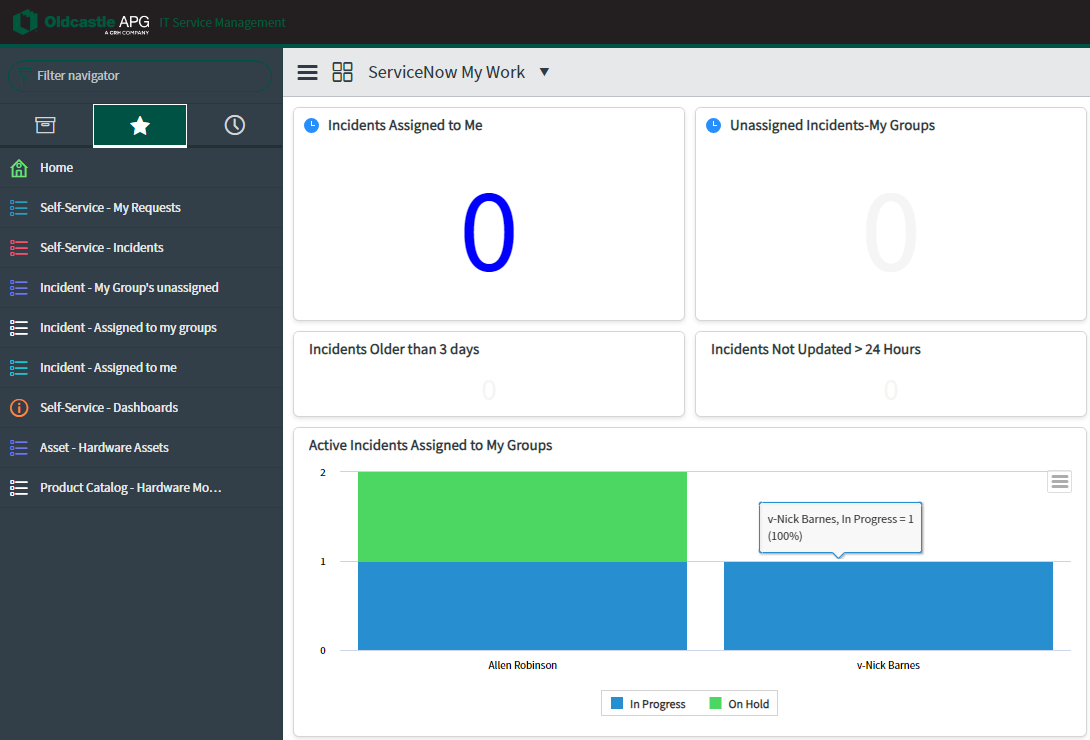 Oldcastle APG IT Service Management
A CRH COMPANY
Filter navigator
Home
Self-Service - My Requests
Self-Service - Incidents
Incident - My Group's unassigned
Incident - Assigned to my groups
Incident - Assigned to me
Self-Service - Dashboards
Asset - Hardware Assets
Product Catalog - Hardware Mo…
ServiceNow My Work
Incidents Assigned to Me
0
Unassigned Incidents-My Groups
0
Incidents Older than 3 days
0
Incidents Not Updated > 24 Hours
0
Active Incidents Assigned to My Groups
2
1
0
v-Nick Barnes, In Progress = 1
(100%)
Allen Robinson
v-Nick Barnes
In Progress
On Hold